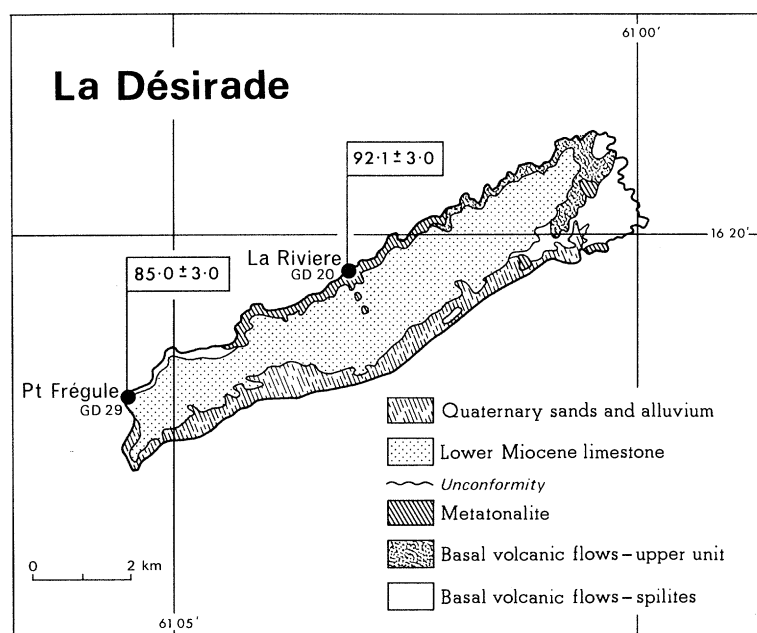 61 00'
La Désirade
92·1 ± 3·0
16 20'
La Riviere
GD 20
85·0 ± 3·0
Pt Frégule
GD 29
Quaternary sands and alluvium
Lower Miocene limestone
Unconformity
Metatonalite
Basal volcanic flows – upper unit
Basal volcanic flows – spilites
0 2 km
61 05'